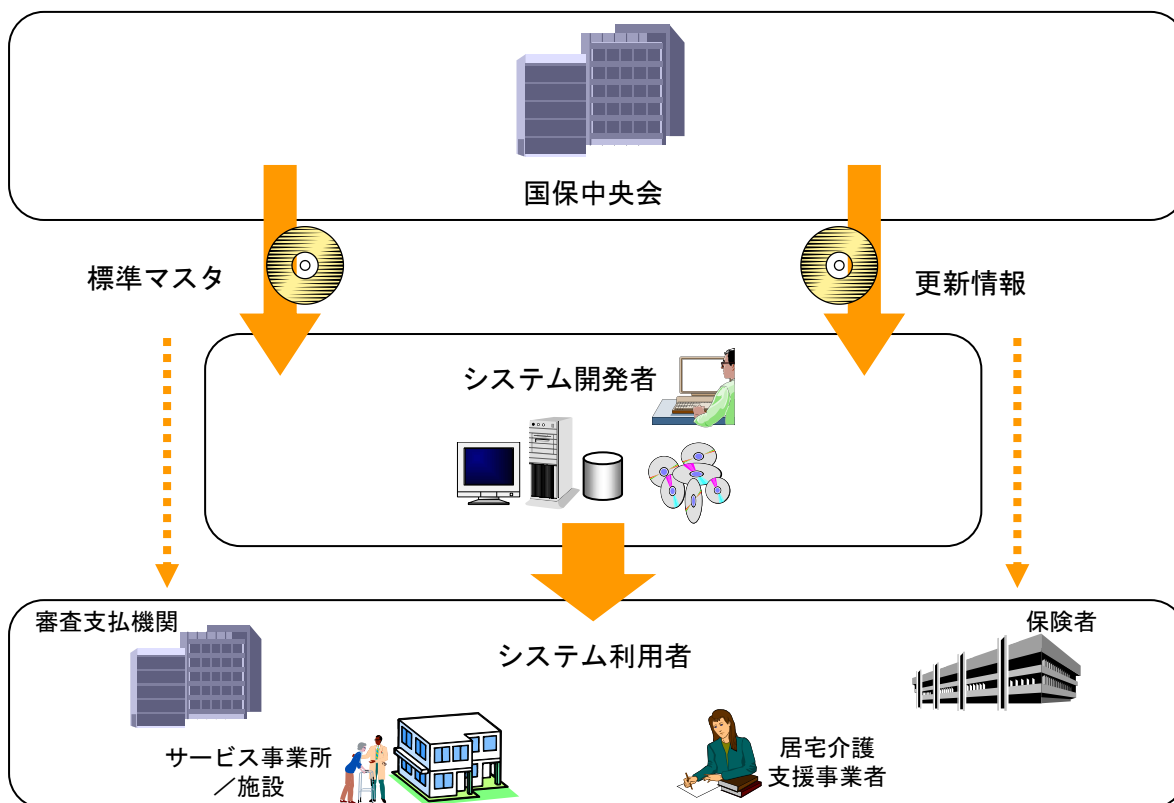 国保中央会
標準マスタ
更新情報
システム開発者
審査支払機関
保険者
システム利用者
サービス事業所
／施設
居宅介護
支援事業者